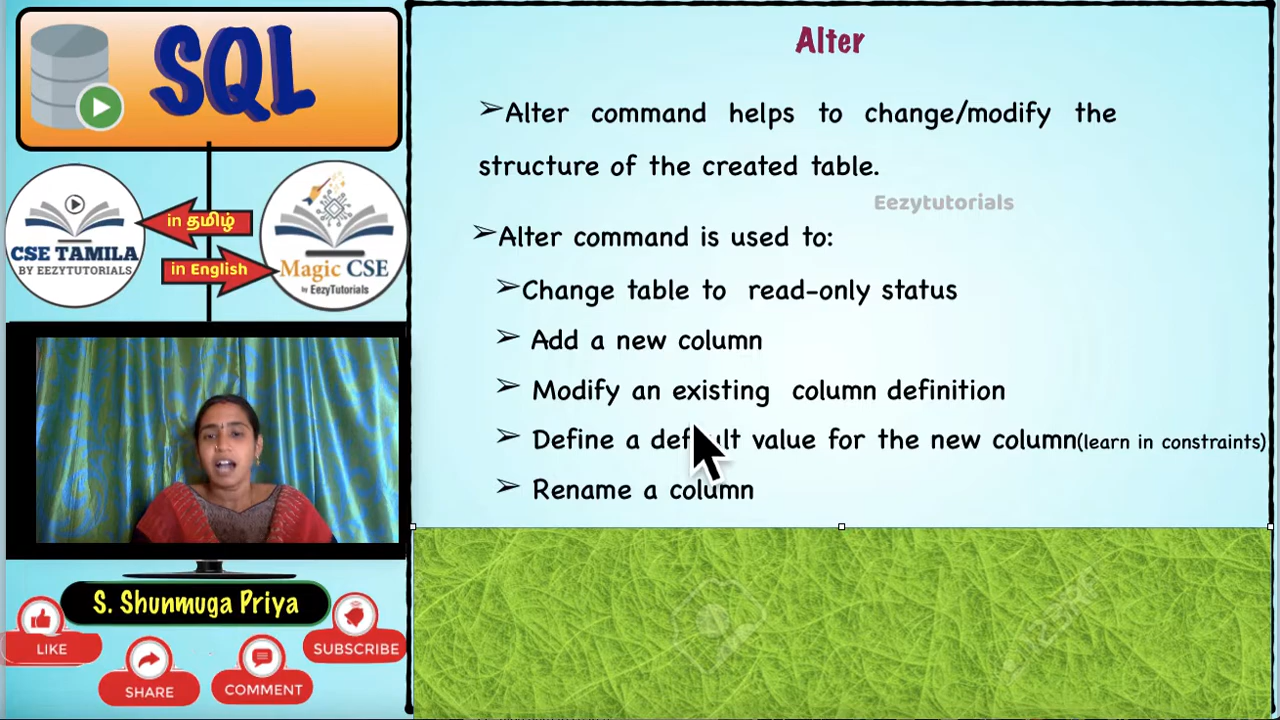 SQL
Alter
➢Alter command helps to change/modify the
structure of the created table.
Eezytutorials
➢Alter command is used to:
➢Change table to read-only status
➢ Add a new column
➢ Modify an existing column definition
➢ Define a default value for the new column(learn in constraints)
➢ Rename a column
in தமிழ்
CSE TAMILA
BY EEZYTUTORIALS
in English
Magic CSE
by EezyTutorials
S. Shunmuga Priya
LIKE
SHARE
COMMENT
SUBSCRIBE
123RF